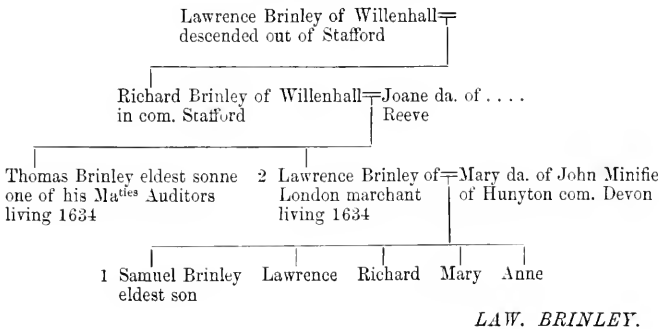 Lawrence Brinley of Willenhall=
descended out of Stafford
Richard Brinley of Willenhall=Joane da. of . . . .
in com. Stafford Reeve
Thomas Brinley eldest sonne 2 Lawrence Brinley of=Mary da. of John Minifie
one of his Maties Auditors London marchant of Hunyton com. Devon
living 1634 living 1634
1 Samuel Brinley Lawrence Richard Mary Anne
eldest son
LAW. BRINLEY.